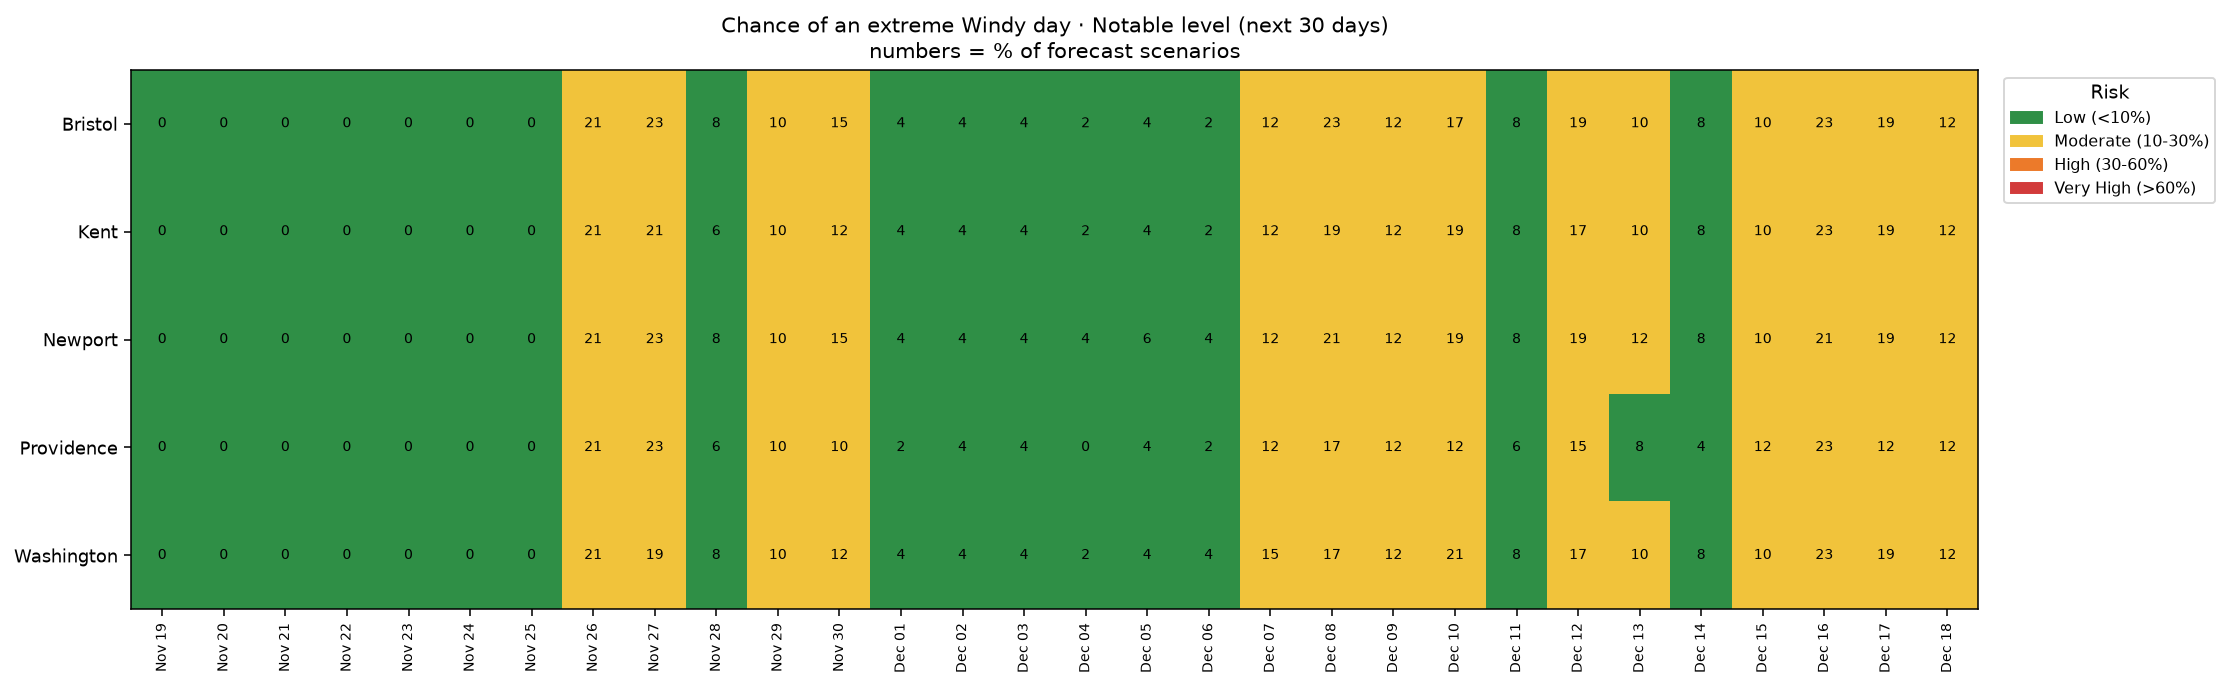 Chance of an extreme Windy day · Notable level (next 30 days)
numbers = % of forecast scenarios
Risk
Low (<10%)
Moderate (10-30%)
High (30-60%)
Very High (>60%)
Bristol 0 0 0 0 0 0 0 21 23 8 10 15 4 4 4 2 4 2 12 23 12 17 8 19 10 8 10 23 19 12
Kent 0 0 0 0 0 0 0 21 21 6 10 12 4 4 4 2 4 2 12 19 12 19 8 17 10 8 10 23 19 12
Newport 0 0 0 0 0 0 0 21 23 8 10 15 4 4 4 4 6 4 12 21 12 19 8 19 12 8 10 21 19 12
Providence 0 0 0 0 0 0 0 21 23 6 10 10 2 4 4 0 4 2 12 17 12 12 6 15 8 4 12 23 12 12
Washington 0 0 0 0 0 0 0 21 19 8 10 12 4 4 4 2 4 4 15 17 12 21 8 17 10 8 10 23 19 12
Nov 19 Nov 20 Nov 21 Nov 22 Nov 23 Nov 24 Nov 25 Nov 26 Nov 27 Nov 28 Nov 29 Nov 30 Dec 01 Dec 02 Dec 03 Dec 04 Dec 05 Dec 06 Dec 07 Dec 08 Dec 09 Dec 10 Dec 11 Dec 12 Dec 13 Dec 14 Dec 15 Dec 16 Dec 17 Dec 18